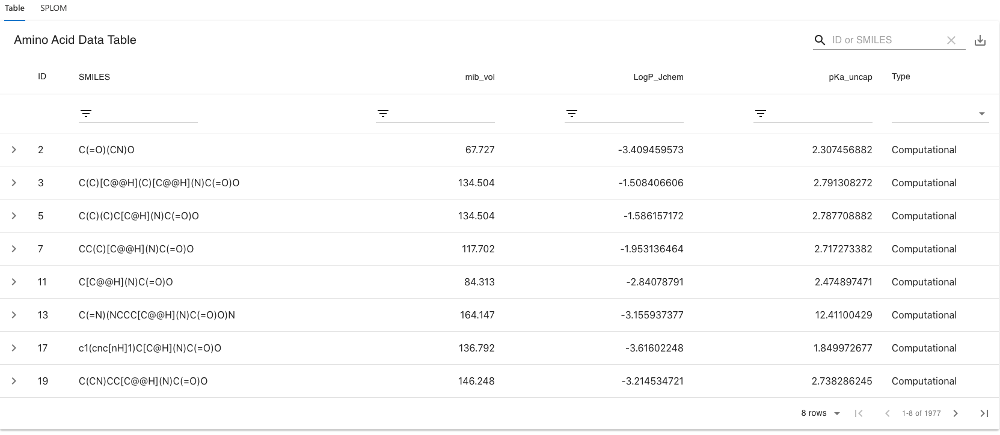 Table SPLOM
Amino Acid Data Table ID or SMILES
ID SMILES mib_vol LogP_Jchem pKa_uncap Type
2 C(=O)(CN)O 67.727 -3.409459573 2.307456882 Computational
3 C(C)[C@@H](C)[C@@H](N)C(=O)O 134.504 -1.508406606 2.791308272 Computational
5 C(C)(C)C[C@H](N)C(=O)O 134.504 -1.586157172 2.787708882 Computational
7 CC(C)[C@@H](N)C(=O)O 117.702 -1.953136464 2.717273382 Computational
11 C[C@@H](N)C(=O)O 84.313 -2.84078791 2.474897471 Computational
13 C(=N)(NCCC[C@@H](N)C(=O)O)N 164.147 -3.155937377 12.41100429 Computational
17 c1(cnc[nH]1)C[C@H](N)C(=O)O 136.792 -3.61602248 1.849972677 Computational
19 C(CN)CC[C@@H](N)C(=O)O 146.248 -3.214534721 2.738286245 Computational
8 rows 1-8 of 1977